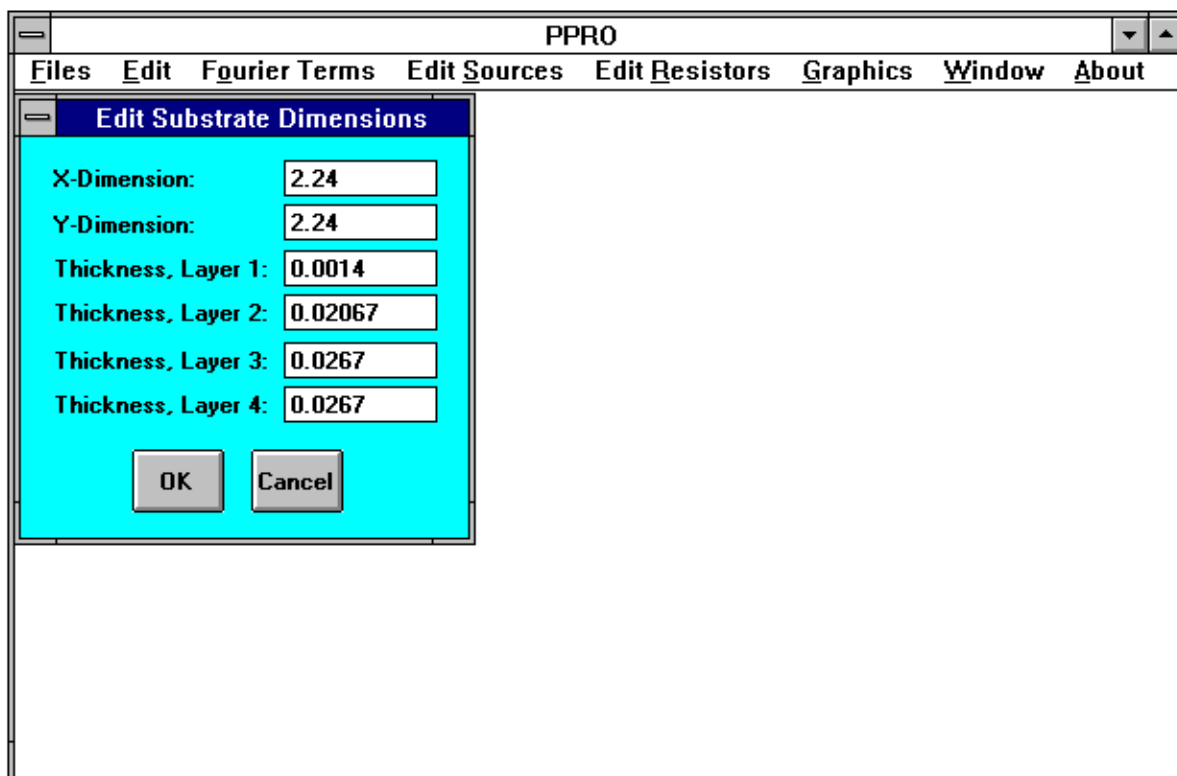 PPRO
Files Edit Fourier Terms Edit Sources Edit Resistors Graphics Window About
Edit Substrate Dimensions
X-Dimension: 2.24
Y-Dimension: 2.24
Thickness, Layer 1: 0.0014
Thickness, Layer 2: 0.02067
Thickness, Layer 3: 0.0267
Thickness, Layer 4: 0.0267
OK Cancel